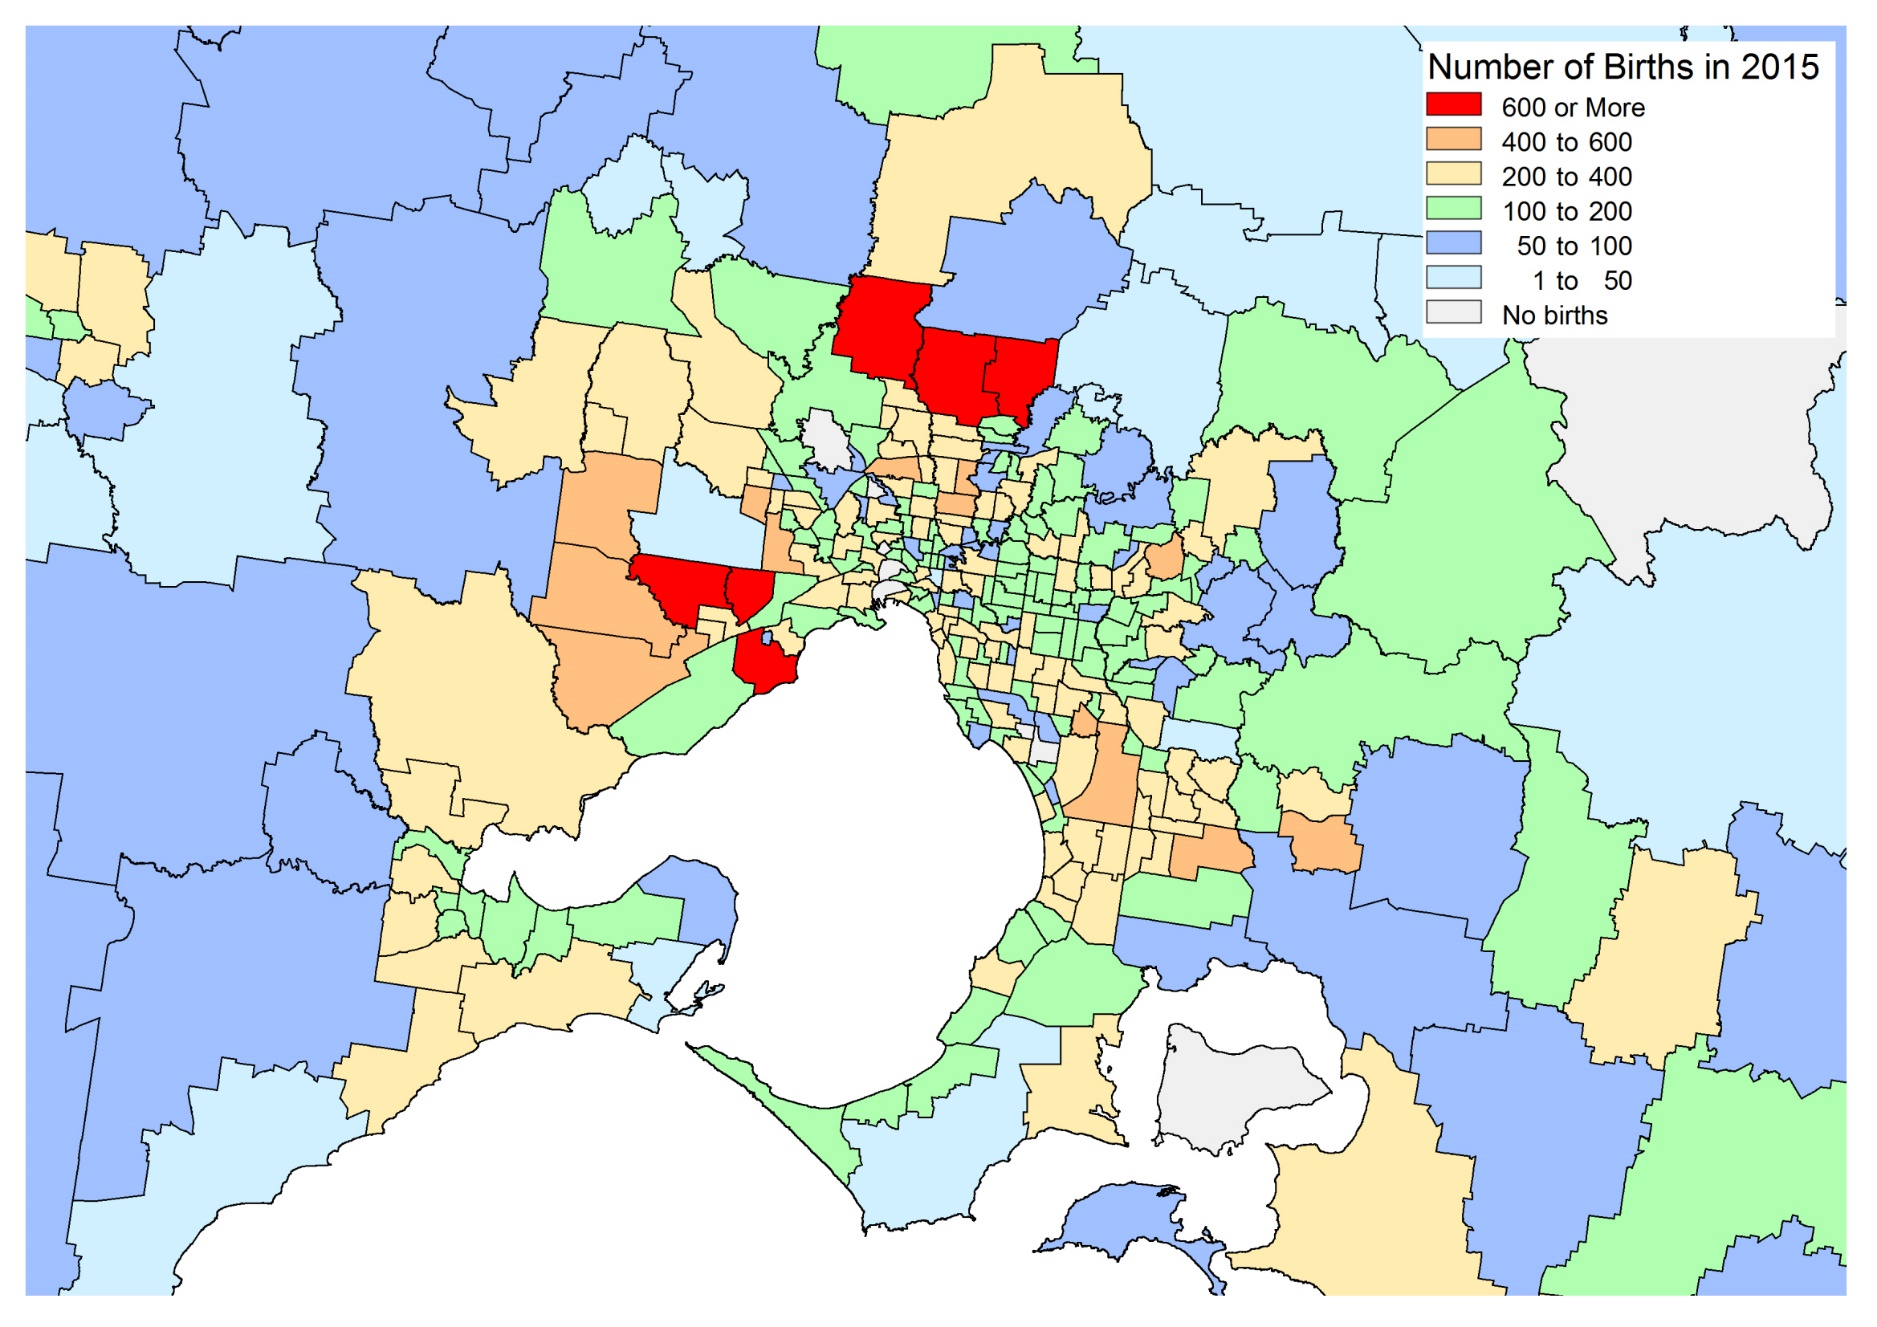 Number of Births in 2015
600 or More
400 to 600
200 to 400
100 to 200
50 to 100
1 to 50
No births